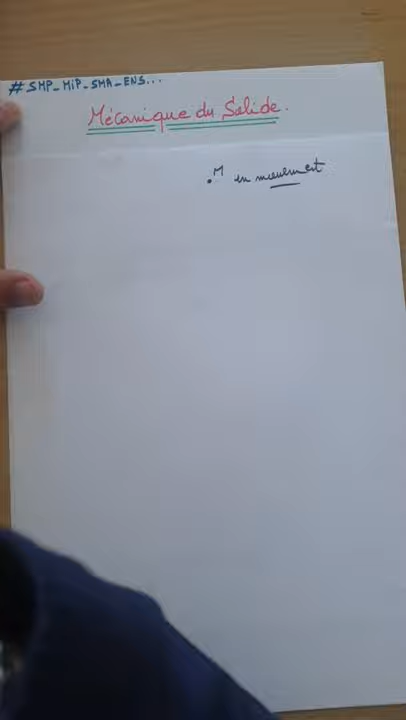 #SMP_MiP_SMA_ENS...
Mécanique du Solide.
.M en mouvement